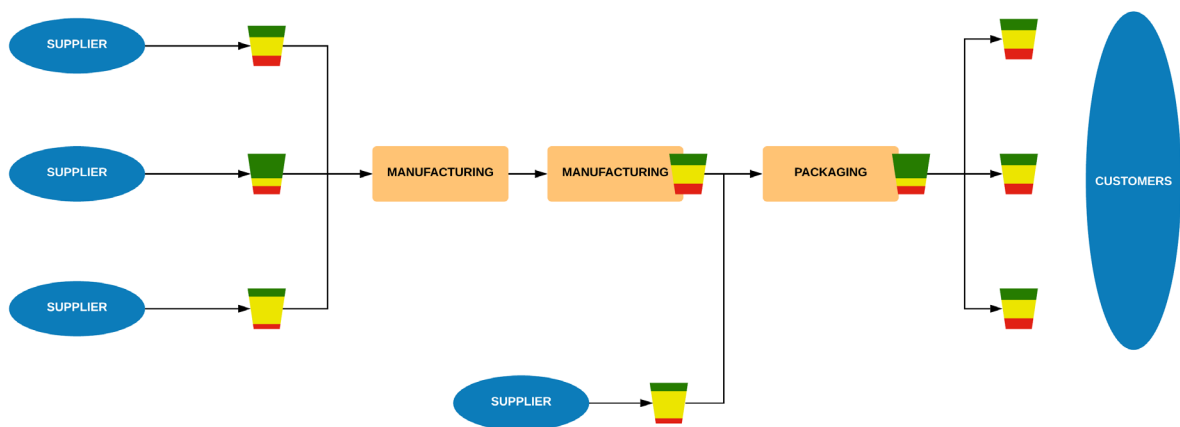 SUPPLIER
SUPPLIER
MANUFACTURING
MANUFACTURING
PACKAGING
CUSTOMERS
SUPPLIER
SUPPLIER